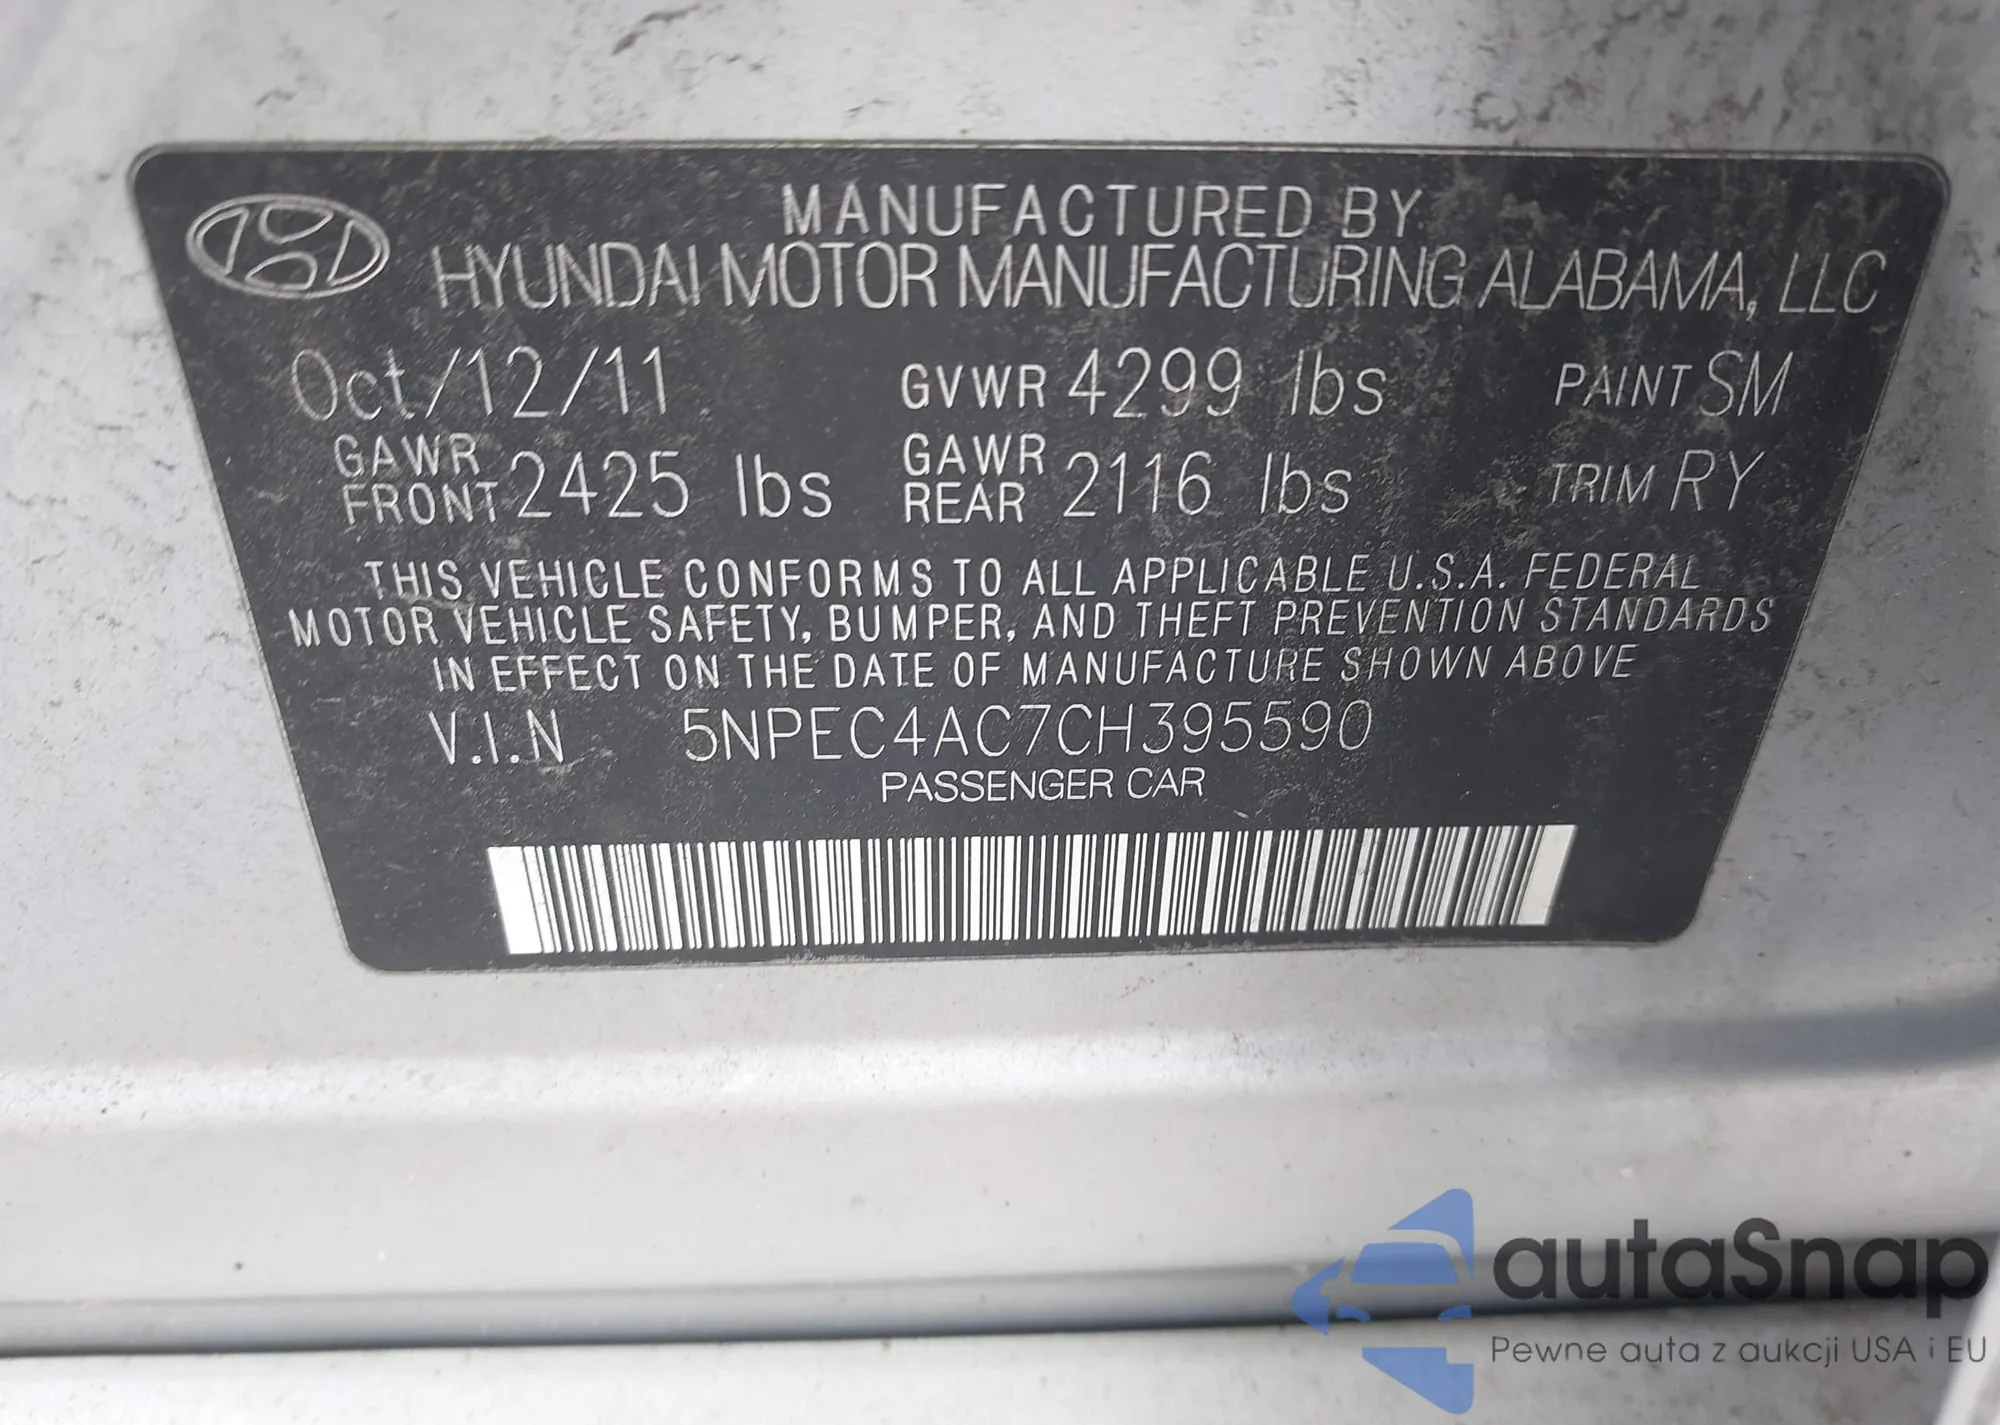 MANUFACTURED BY
HYUNDAI MOTOR MANUFACTURING ALABAMA, LLC
Oct/12/11 GVWR 4299 lbs PAINT SM
GAWR FRONT 2425 lbs GAWR REAR 2116 lbs TRIM RY
THIS VEHICLE CONFORMS TO ALL APPLICABLE U.S.A. FEDERAL
MOTOR VEHICLE SAFETY, BUMPER, AND THEFT PREVENTION STANDARDS
IN EFFECT ON THE DATE OF MANUFACTURE SHOWN ABOVE
V.I.N 5NPEC4AC7CH395590
PASSENGER CAR
autaSnap
Pewne auta z aukcji USA i EU